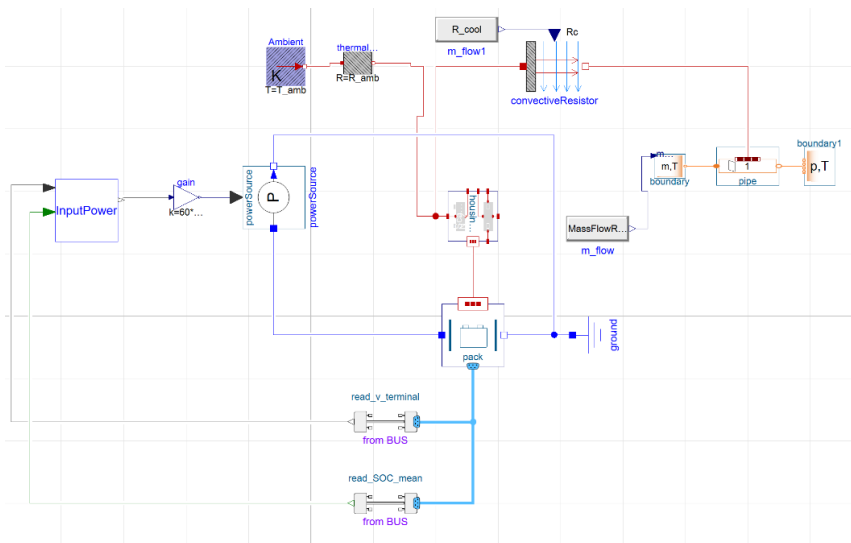 R_cool
Rc
m_flow1
Ambient
thermal...
K
T=T_amb
R=R_amb
convectiveResistor
boundary1
m...
m,T
1
p,T
boundary
pipe
gain
InputPower
k=60*...
powerSource
P
powerSource
housin
MassFlowR...
m_flow
ground
pack
read_v_terminal
from BUS
read_SOC_mean
from BUS